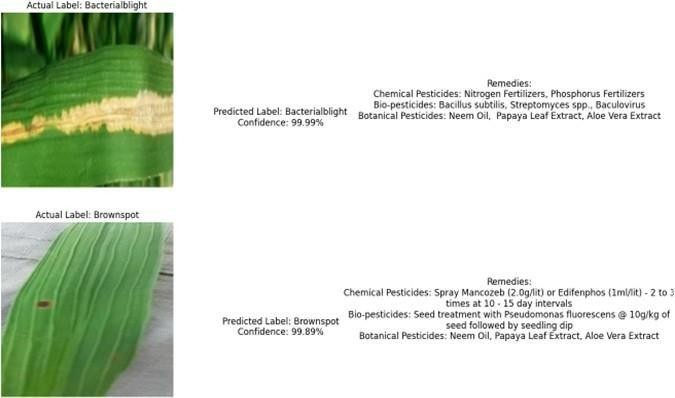 Actual Label: Bacterialblight
Predicted Label: Bacterialblight
Confidence: 99.99%
Remedies:
Chemical Pesticides: Nitrogen Fertilizers, Phosphorus Fertilizers
Bio-pesticides: Bacillus subtilis, Streptomyces spp., Baculovirus
Botanical Pesticides: Neem Oil, Papaya Leaf Extract, Aloe Vera Extract
Actual Label: Brownspot
Predicted Label: Brownspot
Confidence: 99.89%
Remedies:
Chemical Pesticides: Spray Mancozeb (2.0g/lit) or Edifenphos (1ml/lit) - 2 to 3
times at 10 - 15 day intervals
Bio-pesticides: Seed treatment with Pseudomonas fluorescens @ 10g/kg of
seed followed by seedling dip
Botanical Pesticides: Neem Oil, Papaya Leaf Extract, Aloe Vera Extract